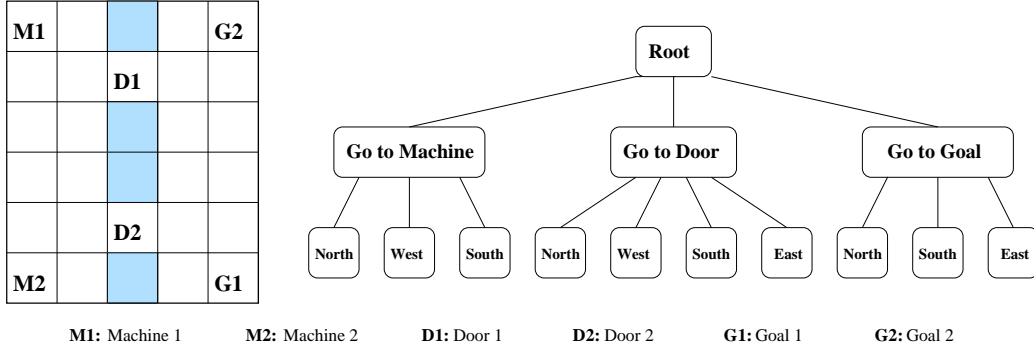 M1 G2
D1
D2
M2 G1
Root
Go to Machine Go to Door Go to Goal
North West South North West South East North South East
M1: Machine 1 M2: Machine 2 D1: Door 1 D2: Door 2 G1: Goal 1 G2: Goal 2